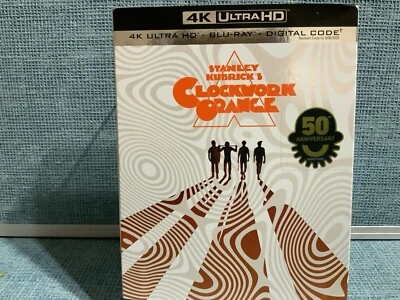 4K ULTRA HD
4K ULTRA HD • BLU-RAY • DIGITAL CODE†
STANLEY
KUBRICK'S
CLOCKWORK
ORANGE
50TH
ANNIVERSARY